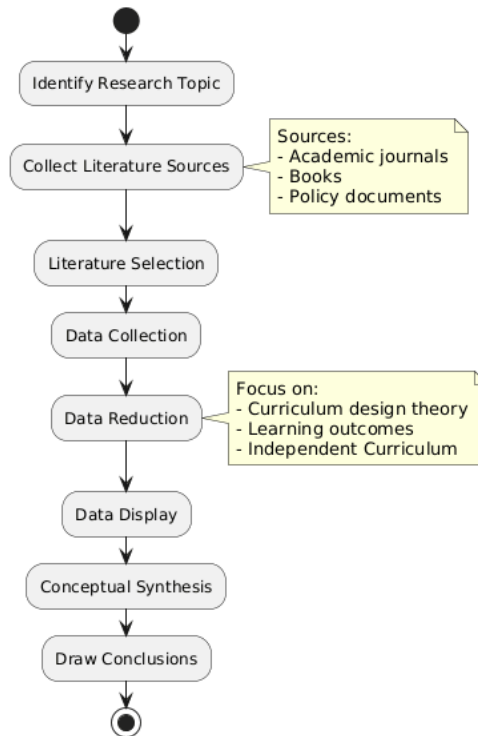 Identify Research Topic
Collect Literature Sources
Sources:
- Academic journals
- Books
- Policy documents
Literature Selection
Data Collection
Data Reduction
Focus on:
- Curriculum design theory
- Learning outcomes
- Independent Curriculum
Data Display
Conceptual Synthesis
Draw Conclusions